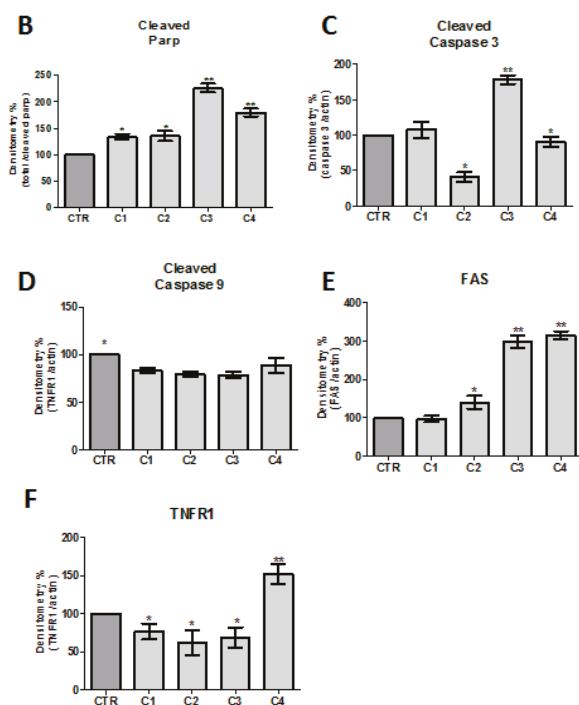 B
Cleaved
Parp
Densitometry %
(total /cleaved parp)
250
200
150
100
50
0
* * ** **
CTR C1 C2 C3 C4
C
Cleaved
Caspase 3
Densitometry %
(caspase 3 /actin)
200
150
100
50
0
* ** *
CTR C1 C2 C3 C4
D
Cleaved
Caspase 9
Densitometry %
(TNFR1 /actin)
150
100
50
0
*
CTR C1 C2 C3 C4
E
FAS
Densitometry %
(FAS /actin)
400
300
200
100
0
* ** **
CTR C1 C2 C3 C4
F
TNFR1
Densitometry %
(TNFR1 /actin)
200
150
100
50
0
* * * **
CTR C1 C2 C3 C4